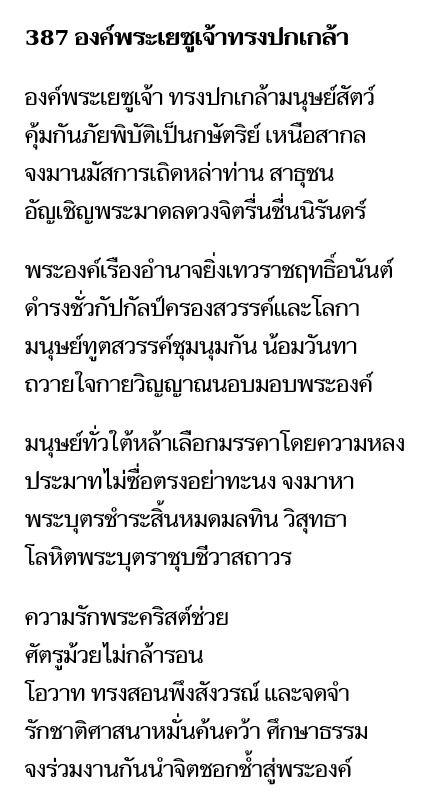 387 องค์พระเยซูเจ้าทรงปกเกล้า
องค์พระเยซูเจ้า ทรงปกเกล้ามนุษย์สัตว์
คุ้มกันภัยพิบัติเป็นกษัตริย์ เหนือสากล
จงมานมัสการเถิดหล่าท่าน สาธุชน
อัญเชิญพระมาดลดวงจิตรื่นชื่นนิรันดร์
พระองค์เรืองอำนาจยิ่งเทวราชฤทธิ์อนันต์
ดำรงชั่วกัปกัลป์ครองสวรรค์และโลกา
มนุษย์ทูตสวรรค์ชุมนุมกัน น้อมวันทา
ถวายใจกายวิญญาณนอบมอบพระองค์
มนุษย์ทั่วใต้หล้าเลือกมรรคาโดยความหลง
ประมาทไม่ซื่อตรงอย่าทะนง จงมาหา
พระบุตรชำระสิ้นหมดมลทิน วิสุทธา
โลหิตพระบุตราชุบชีวาสถาวร
ความรักพระคริสต์ช่วย
ศัตรูม้วยไม่กล้ารอน
โอวาท ทรงสอนพึงสังวรณ์ และจดจำ
รักชาติศาสนาหมั่นค้นคว้า ศึกษาธรรม
จงร่วมงานกันนำจิตชอกช้ำสู่พระองค์